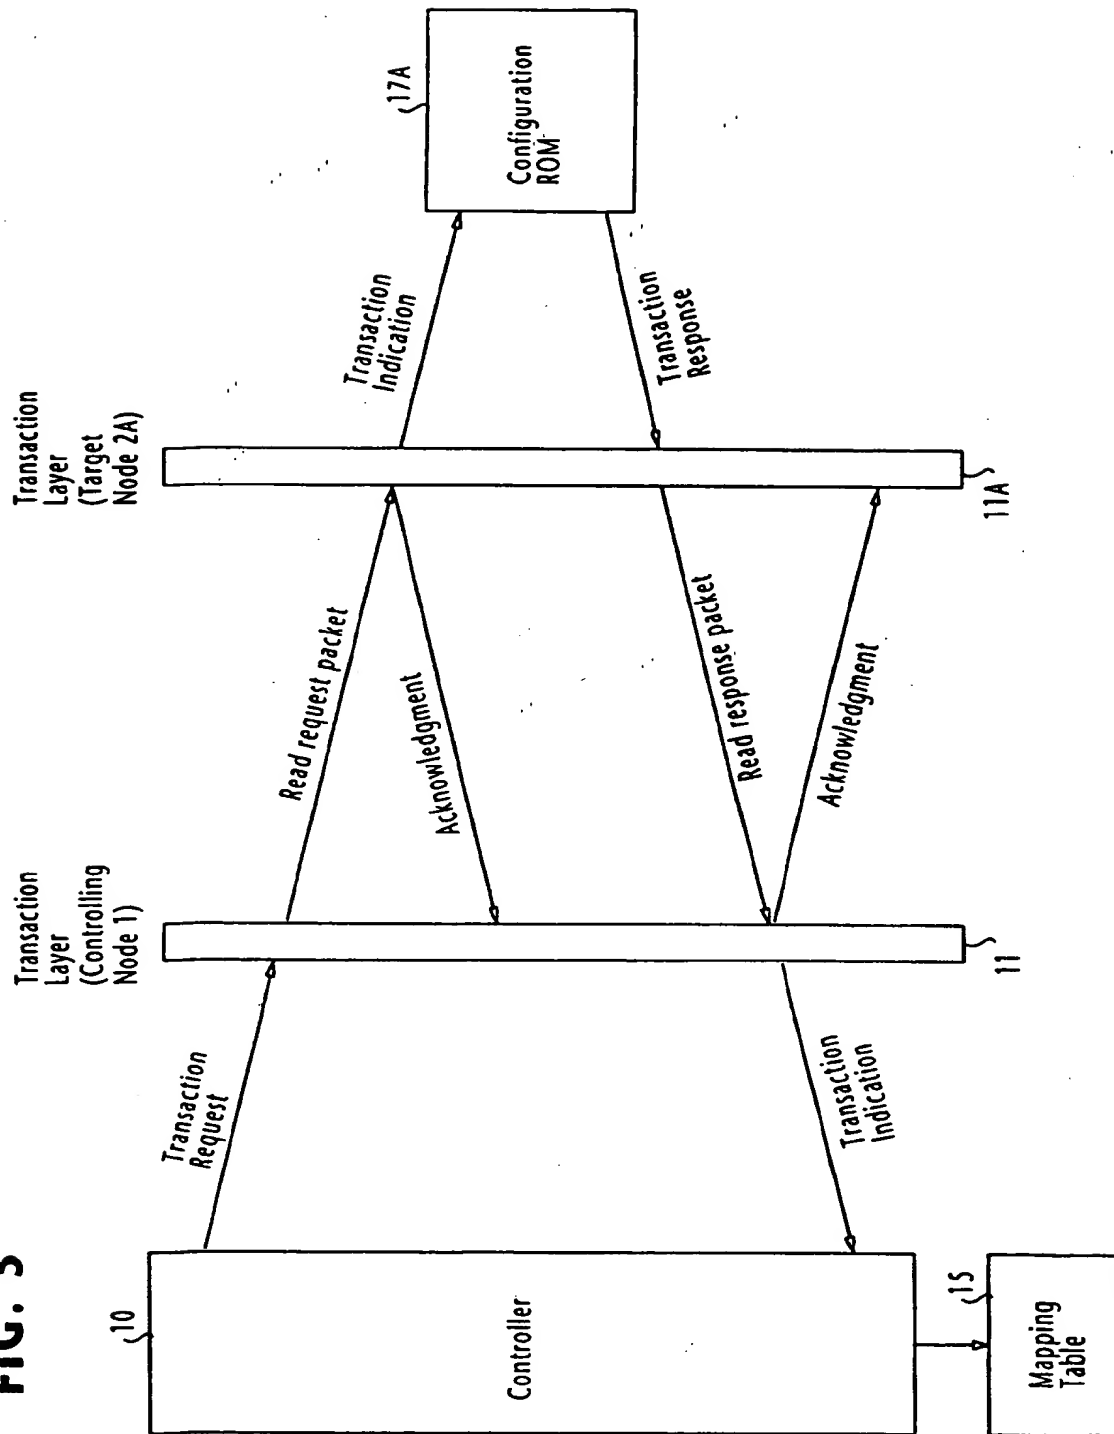 FIG.
Transaction
Layer
(Controlling
Node 1)
Transaction
Layer
(Target
Node 2A)
10
Controller
15
Mapping
Table
Transaction
Request
Transaction
Indication
11
Read request packet
Acknowledgment
Read response packet
Acknowledgment
11A
Transaction
Indication
Transaction
Response
17A
Configuration
ROM